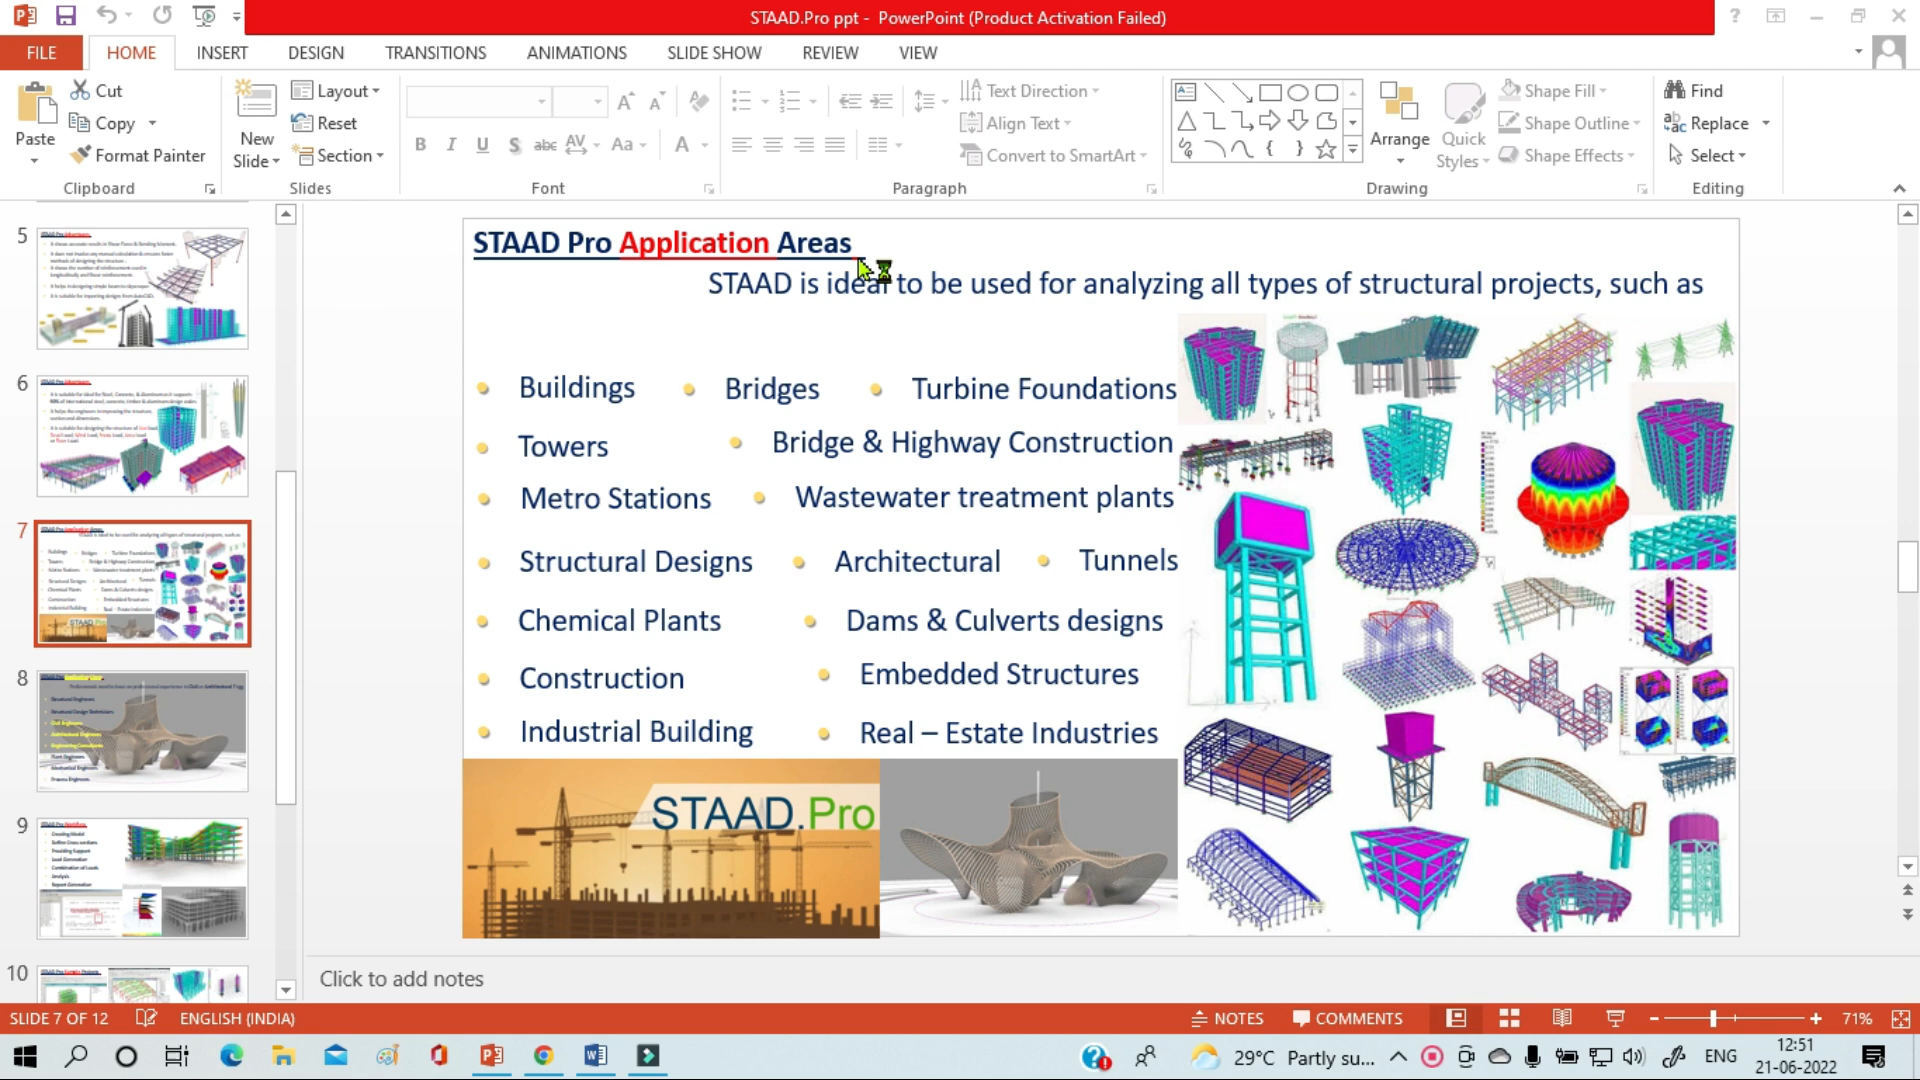 STAAD.Pro ppt - PowerPoint (Product Activation Failed)
FILE HOME INSERT DESIGN TRANSITIONS ANIMATIONS SLIDE SHOW REVIEW VIEW
Cut
Copy
Format Painter
Paste
Clipboard
New Slide
Layout
Reset
Section
Slides
Font
Text Direction
Align Text
Convert to SmartArt
Paragraph
Arrange
Quick Styles
Shape Fill
Shape Outline
Shape Effects
Drawing
Find
Replace
Select
Editing
5
6
7
8
9
10
STAAD Pro Application Areas
STAAD is ideal to be used for analyzing all types of structural projects, such as
Buildings Bridges Turbine Foundations
Towers Bridge & Highway Construction
Metro Stations Wastewater treatment plants
Structural Designs Architectural Tunnels
Chemical Plants Dams & Culverts designs
Construction Embedded Structures
Industrial Building Real – Estate Industries
STAAD.Pro
Click to add notes
SLIDE 7 OF 12 ENGLISH (INDIA) NOTES COMMENTS 71%
29°C Partly su... ENG 12:51
21-06-2022